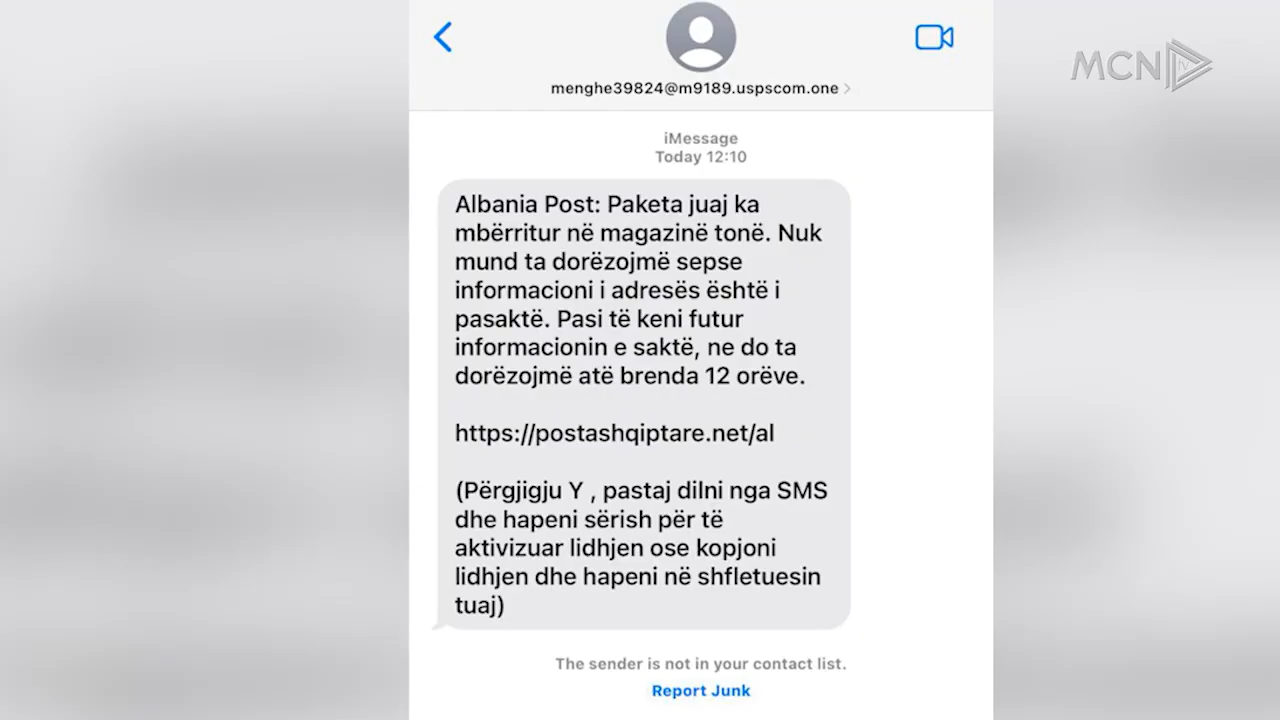 MCN TV
menghe39824@m9189.uspscom.one
iMessage
Today 12:10
Albania Post: Paketa juaj ka
mbërritur në magazinë tonë. Nuk
mund ta dorëzojmë sepse
informacioni i adresës është i
pasaktë. Pasi të keni futur
informacionin e saktë, ne do ta
dorëzojmë atë brenda 12 orëve.
https://postashqiptare.net/al
(Përgjigju Y , pastaj dilni nga SMS
dhe hapeni sërish për të
aktivizuar lidhjen ose kopjoni
lidhjen dhe hapeni në shfletuesin
tuaj)
The sender is not in your contact list.
Report Junk